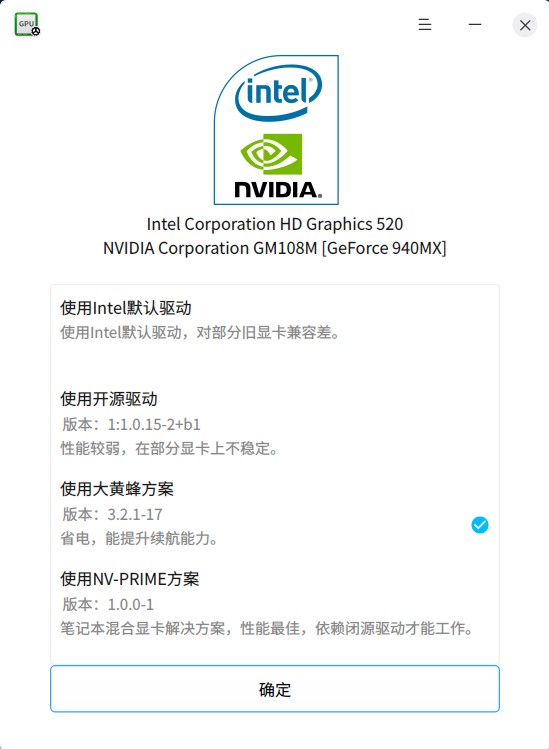 GPU
intel
NVIDIA.
Intel Corporation HD Graphics 520
NVIDIA Corporation GM108M [GeForce 940MX]
使用Intel默认驱动
使用Intel默认驱动，对部分旧显卡兼容差。
使用开源驱动
版本：1:1.0.15-2+b1
性能较弱，在部分显卡上不稳定。
使用大黄蜂方案
版本：3.2.1-17
省电，能提升续航能力。
使用NV-PRIME方案
版本：1.0.0-1
笔记本混合显卡解决方案，性能最佳，依赖闭源驱动才能工作。
确定